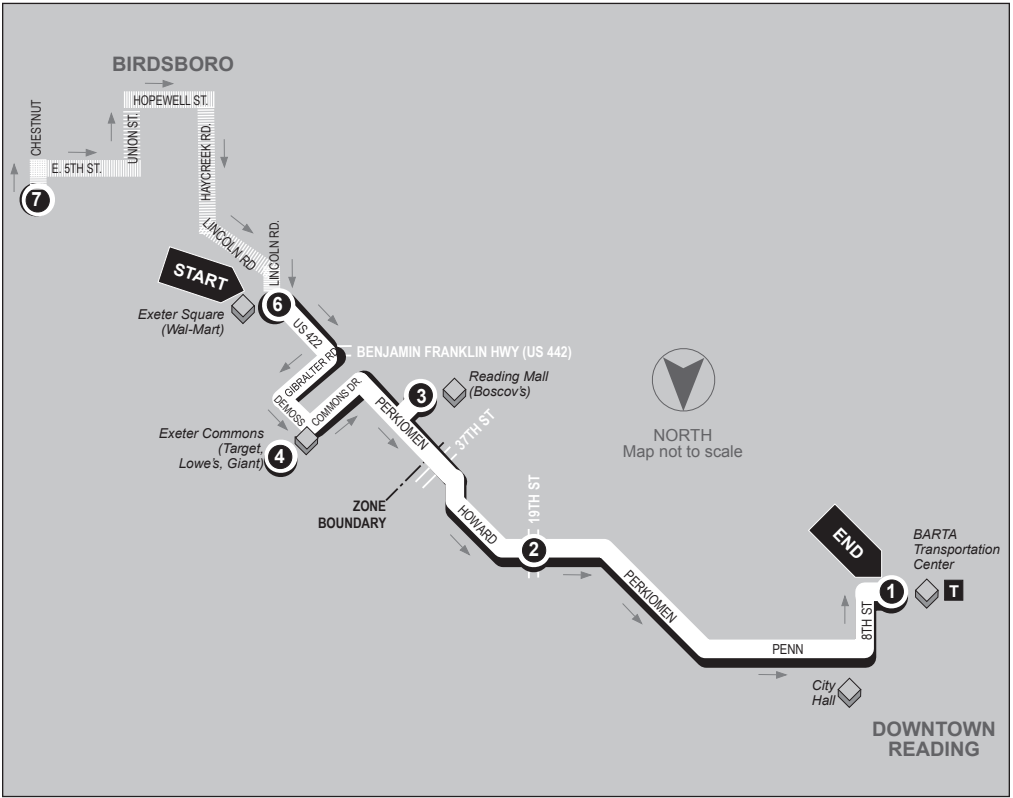 BIRDSBORO
HOPEWELL ST.
CHESTNUT
UNION ST.
E. 5TH ST.
HAYCREEK RD.
7
LINCOLN RD
LINCOLN RD.
START
6
Exeter Square
(Wal-Mart)
US 422
BENJAMIN FRANKLIN HWY (US 442)
GIBRALTER RD
DEMOSS
COMMONS DR.
3
Reading Mall
(Boscov's)
PERKIOMEN
37TH ST
Exeter Commons
(Target,
Lowe's, Giant)
4
NORTH
Map not to scale
ZONE
BOUNDARY
HOWARD
19TH ST
2
END
BARTA
Transportation
Center
1
T
PERKIOMEN
8TH ST
PENN
City
Hall
DOWNTOWN
READING